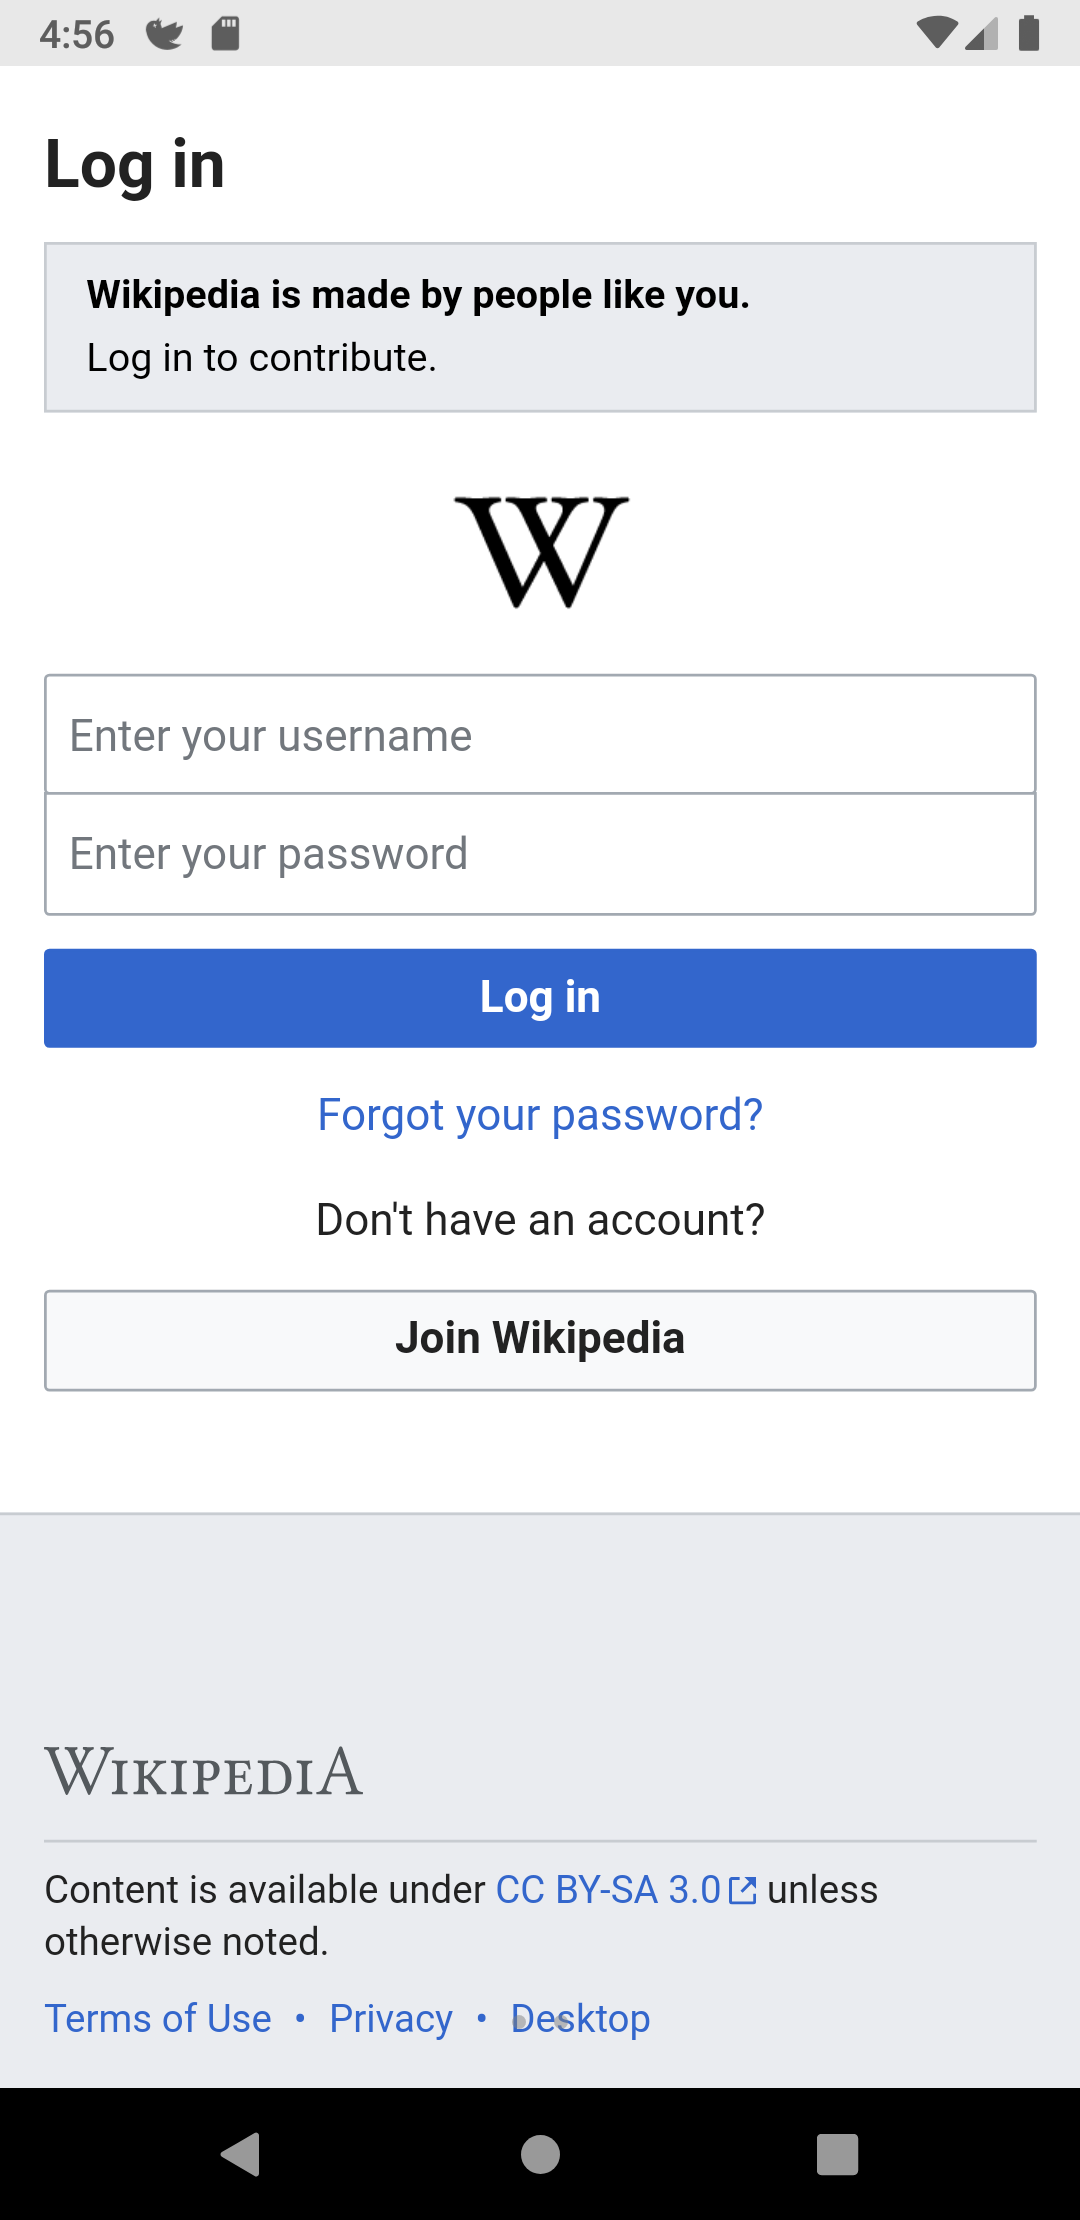 4:56
Log in
Wikipedia is made by people like you.
Log in to contribute.
W
Enter your username
Enter your password
Log in
Forgot your password?
Don't have an account?
Join Wikipedia
WIKIPEDIA
Content is available under CC BY-SA 3.0 unless
otherwise noted.
Terms of Use • Privacy • Desktop